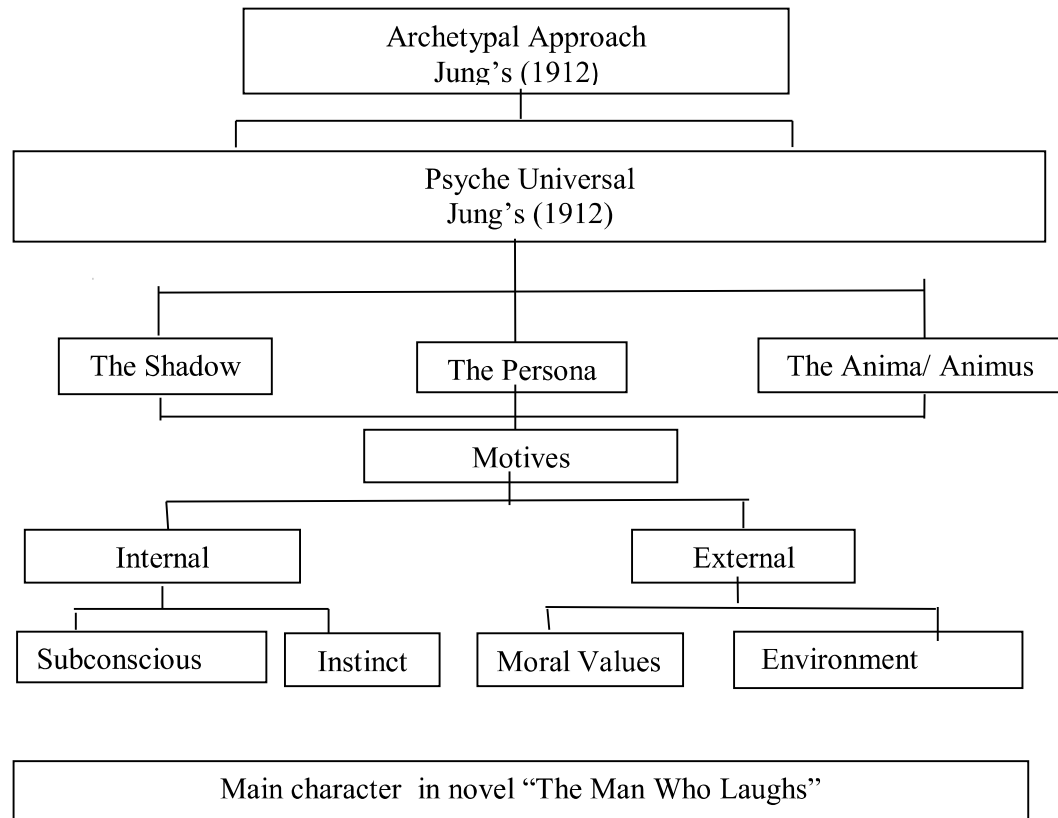 Archetypal Approach
Jung’s (1912)
Psyche Universal
Jung’s (1912)
The Shadow
The Persona
The Anima/ Animus
Motives
Internal
External
Subconscious
Instinct
Moral Values
Environment
Main character  in novel “The Man Who Laughs”